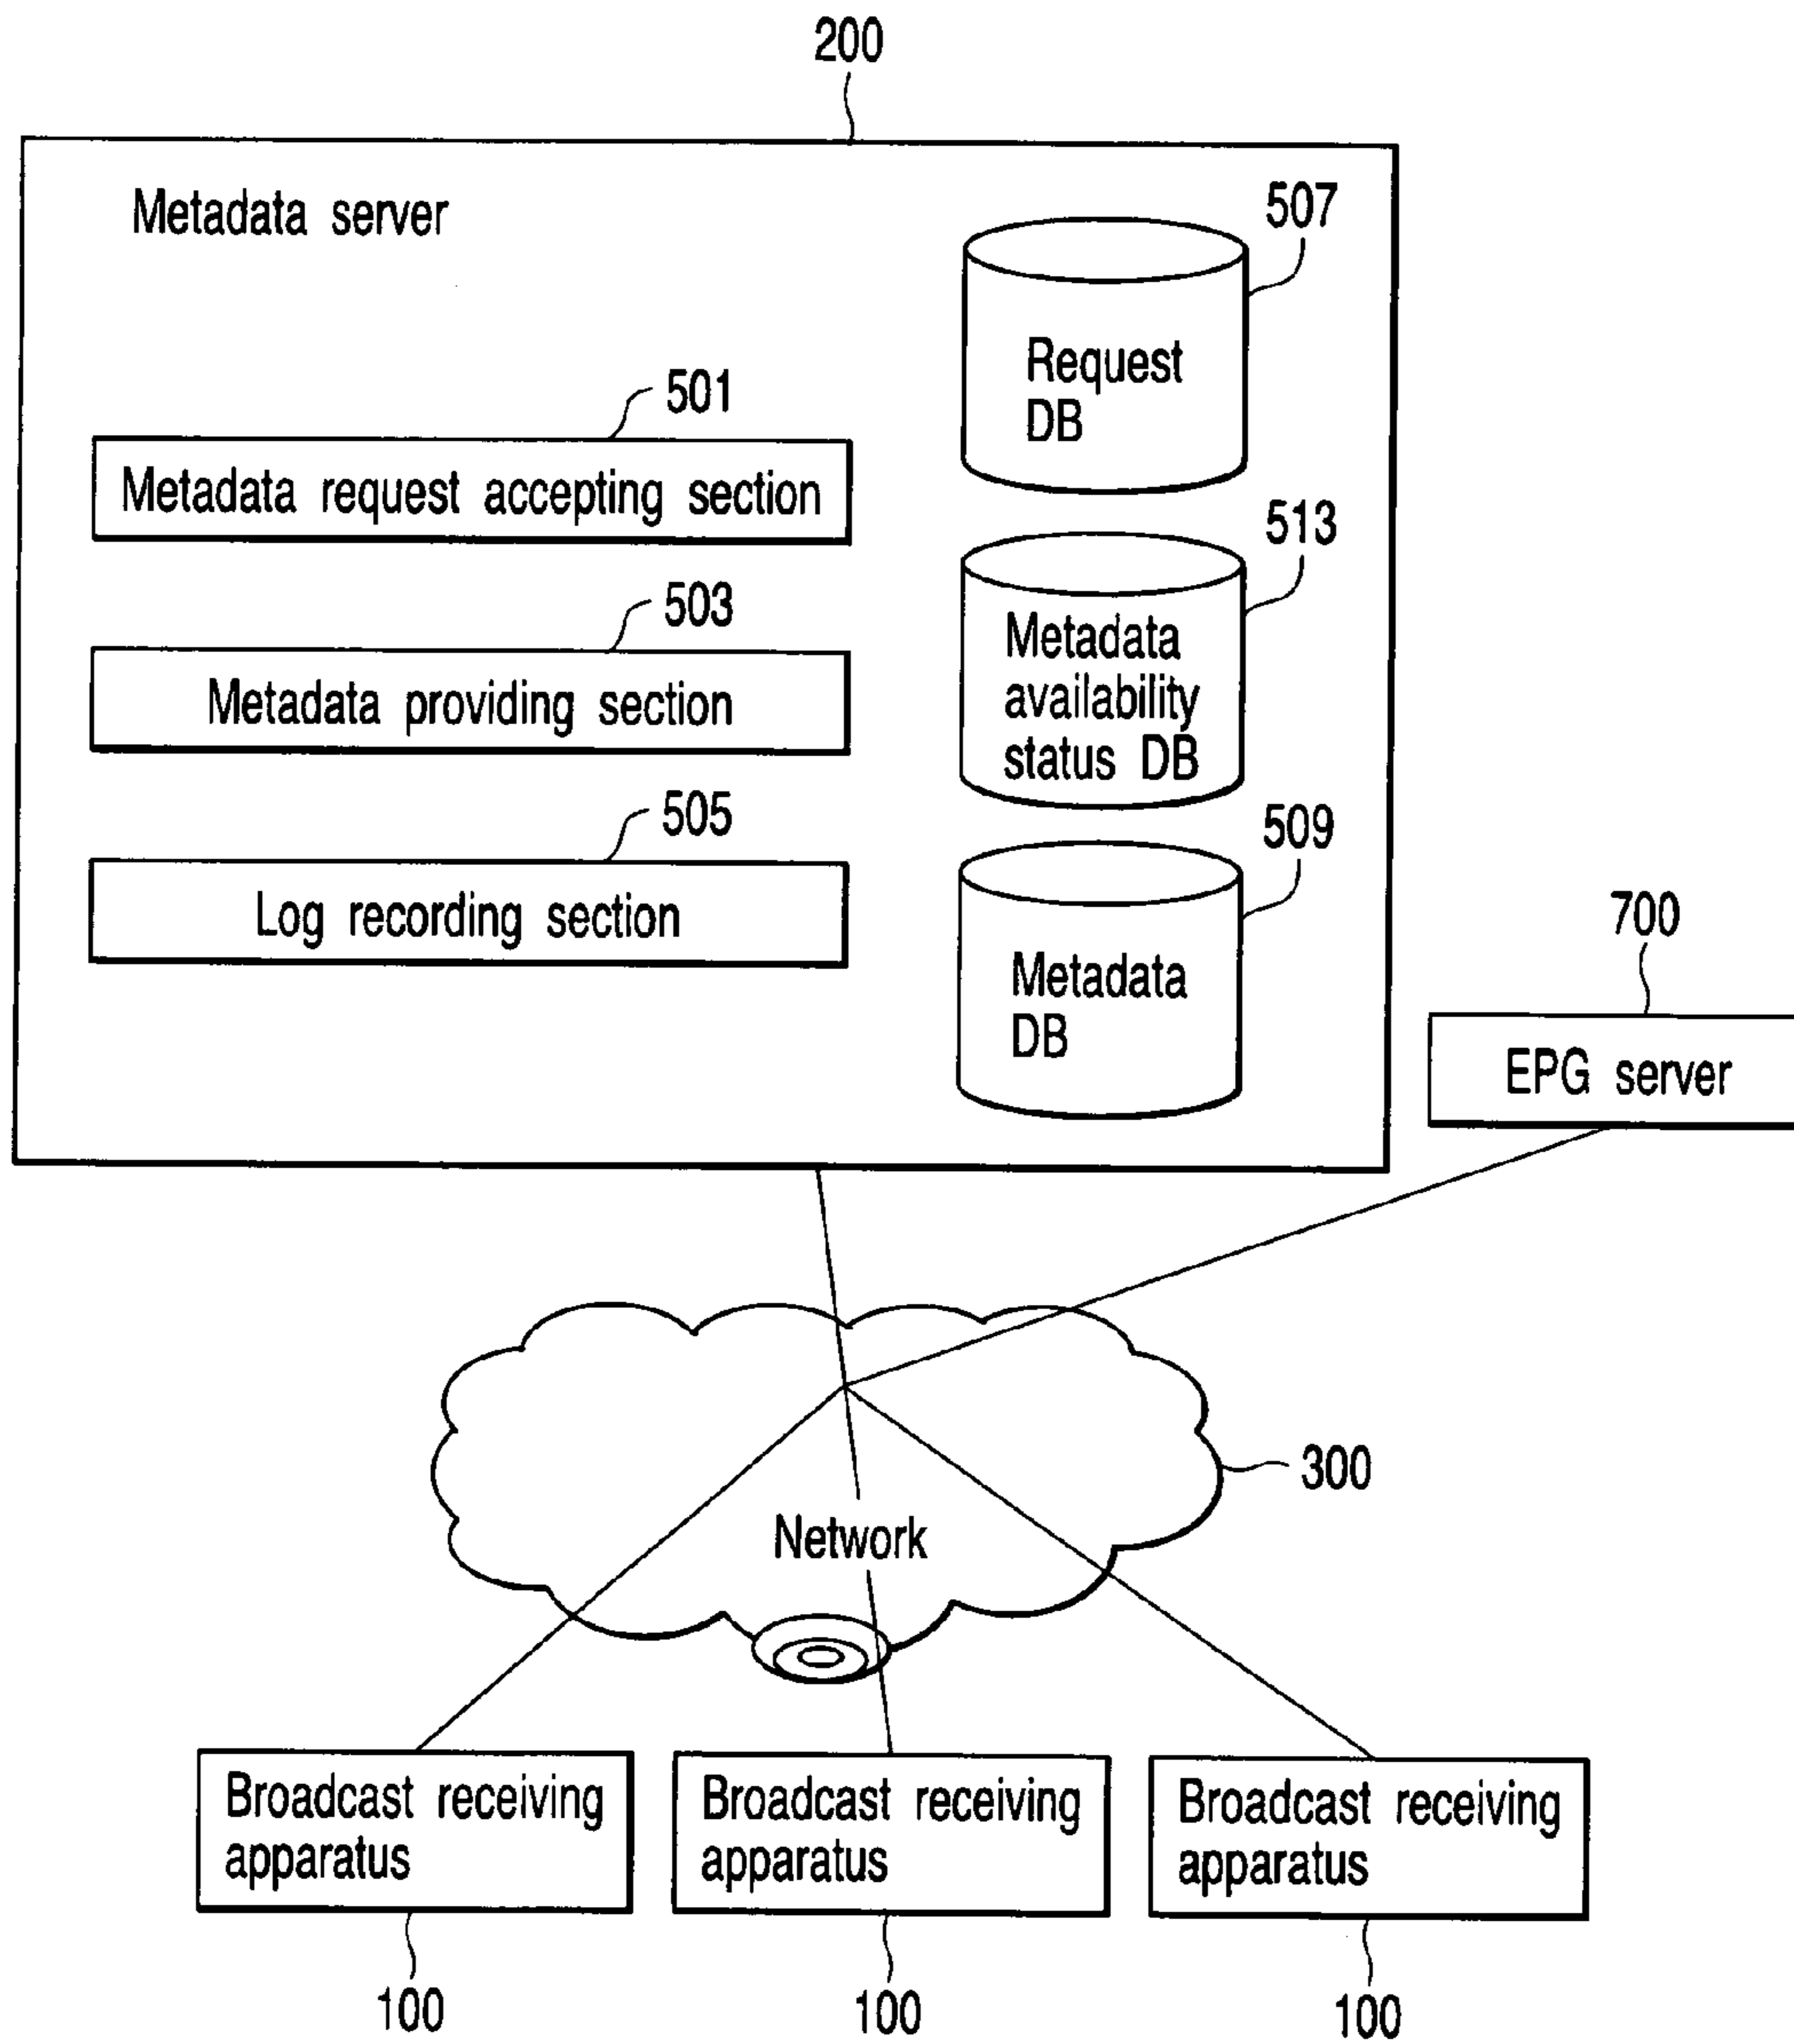 200
Metadata server
507
Request
DB
501
Metadata request accepting section
513
Metadata
availability
status DB
503
Metadata providing section
505
Log recording section
509
Metadata
DB
700
EPG server
300
Network
Broadcast receiving
apparatus
Broadcast receiving
apparatus
Broadcast receiving
apparatus
100
100
100